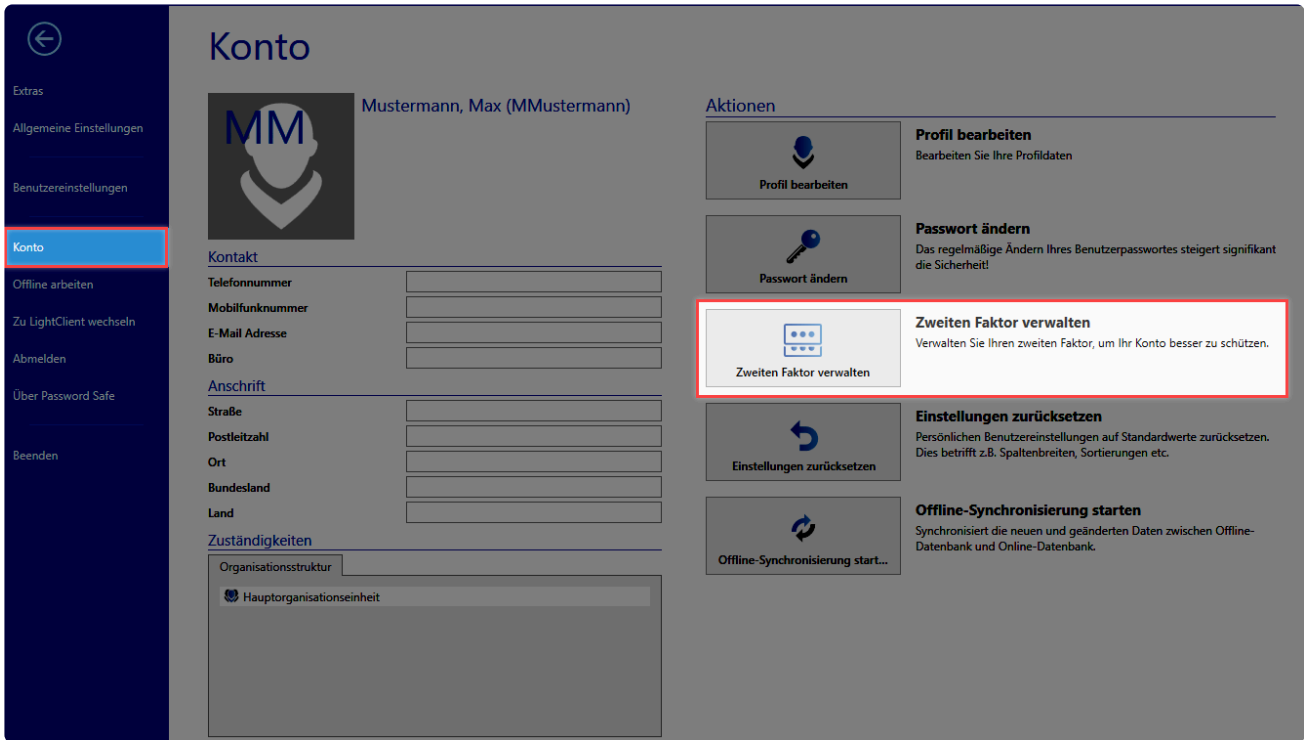 Extras
Allgemeine Einstellungen
Benutzereinstellungen
Konto
Offline arbeiten
Zu LightClient wechseln
Abmelden
Über Password Safe
Beenden
Konto
MM
Mustermann, Max (MMustermann)
Kontakt
Telefonnummer
Mobilfunknummer
E-Mail Adresse
Büro
Anschrift
Straße
Postleitzahl
Ort
Bundesland
Land
Zuständigkeiten
Organisationsstruktur
Hauptorganisationseinheit
Aktionen
Profil bearbeiten
Profil bearbeiten
Bearbeiten Sie Ihre Profildaten
Passwort ändern
Passwort ändern
Das regelmäßige Ändern Ihres Benutzerpasswortes steigert signifikant
die Sicherheit!
Zweiten Faktor verwalten
Zweiten Faktor verwalten
Verwalten Sie Ihren zweiten Faktor, um Ihr Konto besser zu schützen.
Einstellungen zurücksetzen
Einstellungen zurücksetzen
Persönlichen Benutzereinstellungen auf Standardwerte zurücksetzen.
Dies betrifft z.B. Spaltenbreiten, Sortierungen etc.
Offline-Synchronisierung start...
Offline-Synchronisierung starten
Synchronisiert die neuen und geänderten Daten zwischen Offline-
Datenbank und Online-Datenbank.